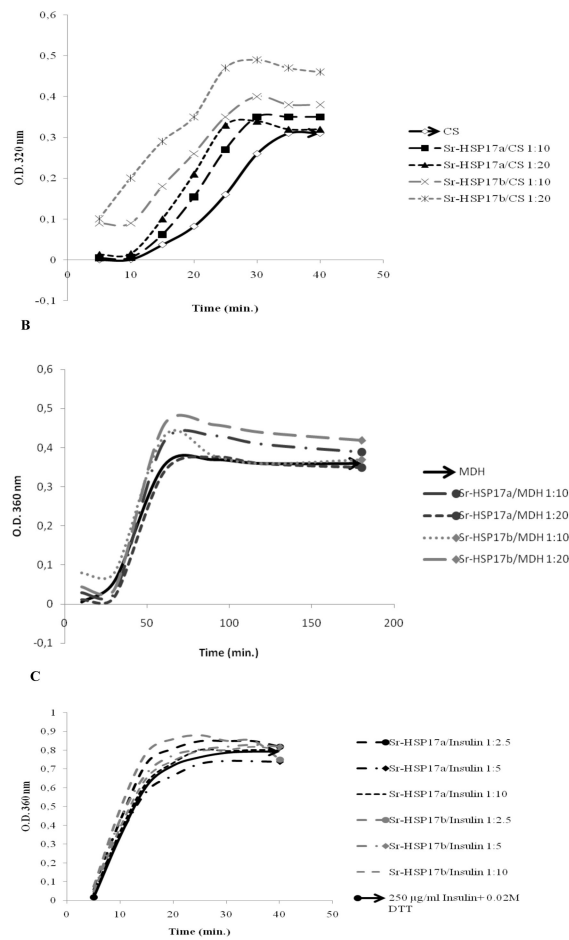 0,6
0,5
0,4
0,3
0,2
0,1
0
-0,1
O.D. 320 nm
0
10
20
30
40
50
Time (min.)
CS
Sr-HSP17a/CS 1:10
Sr-HSP17a/CS 1:20
Sr-HSP17b/CS 1:10
Sr-HSP17b/CS 1:20
B
0,6
0,5
0,4
0,3
0,2
0,1
0
-0,1
O.D. 360 nm
0
50
100
150
200
Time (min.)
MDH
Sr-HSP17a/MDH 1:10
Sr-HSP17a/MDH 1:20
Sr-HSP17b/MDH 1:10
Sr-HSP17b/MDH 1:20
C
1
0.9
0.8
0.7
0.6
0.5
0.4
0.3
0.2
0.1
0
O.D. 360 nm
0
10
20
30
40
50
Time (min.)
Sr-HSP17a/Insulin 1:2.5
Sr-HSP17a/Insulin 1:5
Sr-HSP17a/Insulin 1:10
Sr-HSP17b/Insulin 1:2.5
Sr-HSP17b/Insulin 1:5
Sr-HSP17b/Insulin 1:10
250 µg/ml Insulin+ 0.02M
DTT